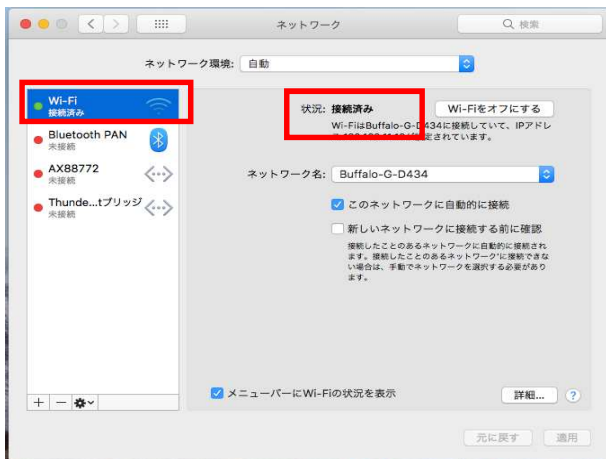 ネットワーク
検索
ネットワーク環境: 自動
Wi-Fi
接続済み
Bluetooth PAN
未接続
AX88772
未接続
Thunde...tブリッジ
未接続
状況: 接続済み
Wi-Fiをオフにする
Wi-FiはBuffalo-G-D434に接続していて、IPアドレ
されています。
ネットワーク名: Buffalo-G-D434
このネットワークに自動的に接続
新しいネットワークに接続する前に確認
接続したことのあるネットワークに自動的に接続され
ます。接続したことのあるネットワークに接続できな
い場合は、手動でネットワークを選択する必要があり
ます。
メニューバーにWi-Fiの状況を表示
詳細... ?
元に戻す 適用